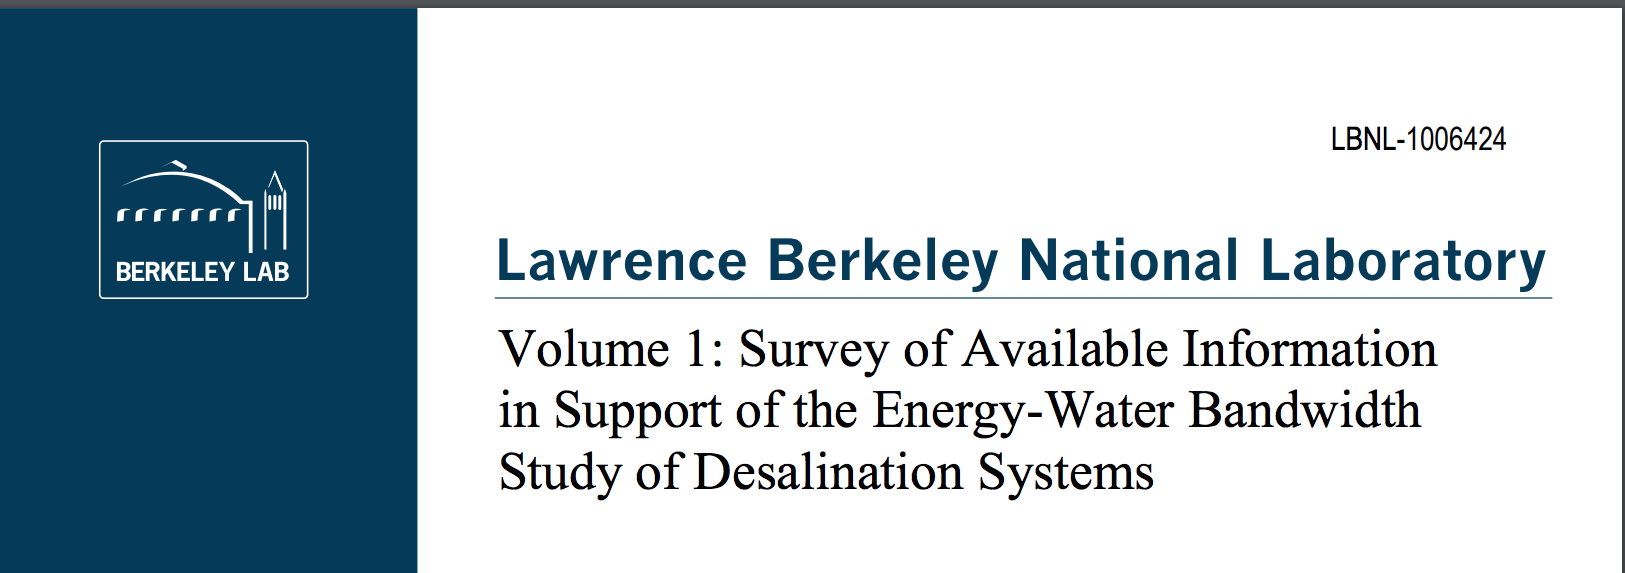 LBNL-1006424
BERKELEY LAB
Lawrence Berkeley National Laboratory
Volume 1: Survey of Available Information
in Support of the Energy-Water Bandwidth
Study of Desalination Systems